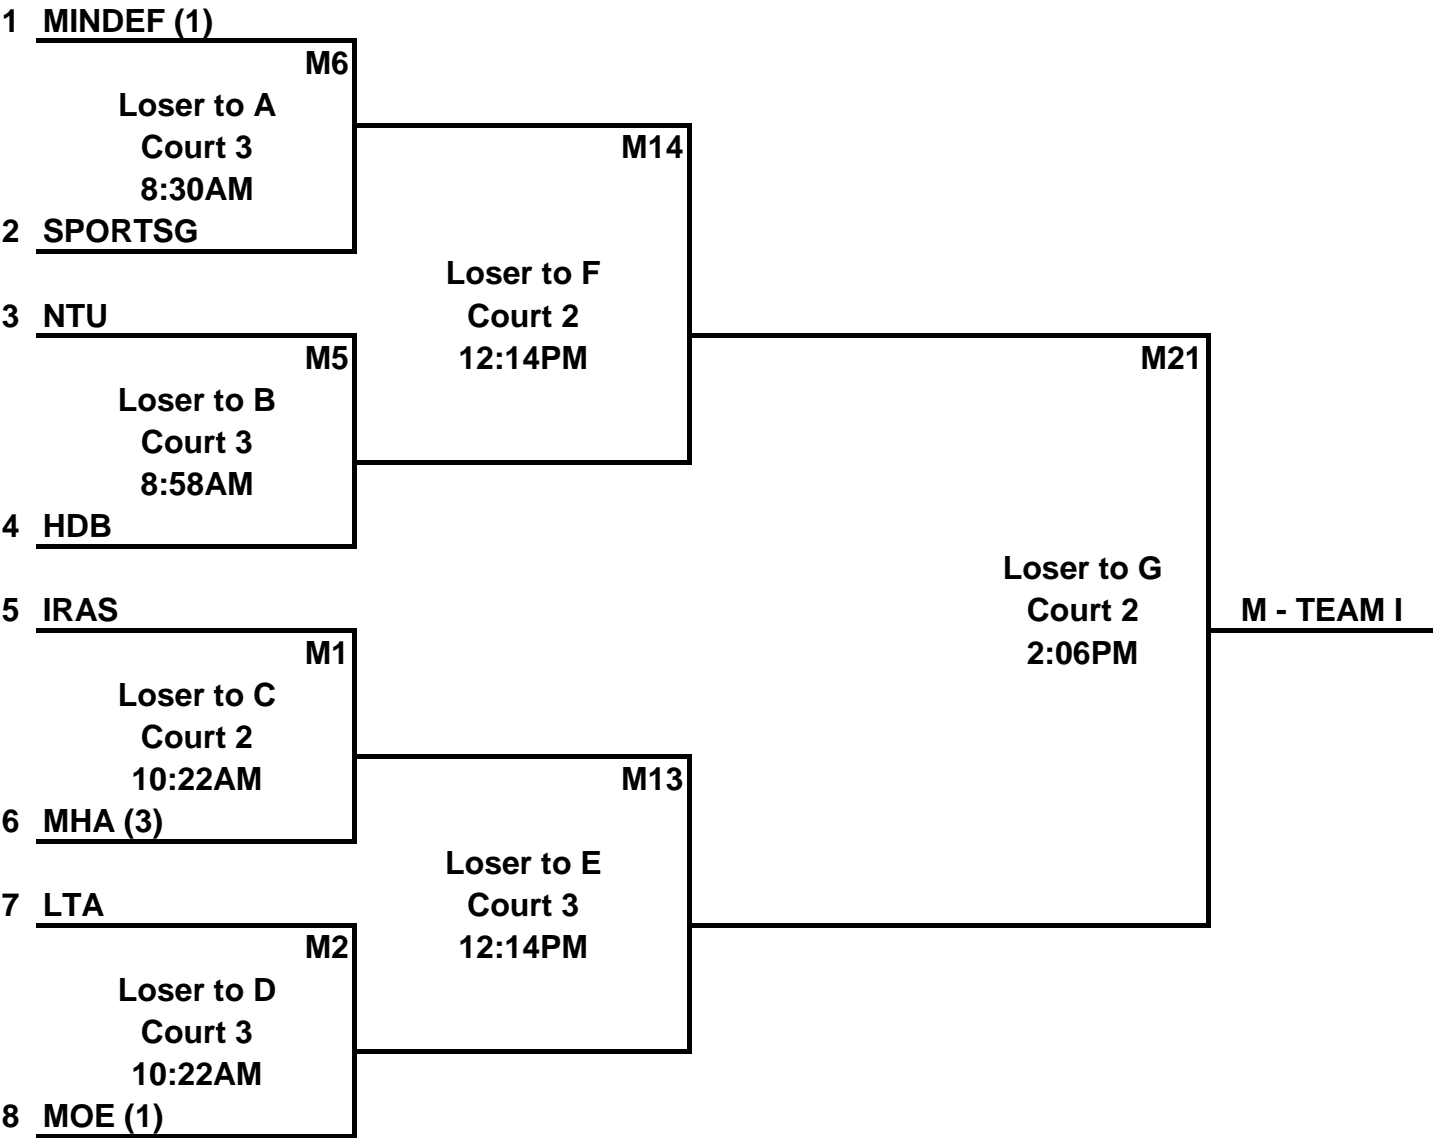 1 MINDEF (1)
M6
Loser to A
Court 3
8:30AM
2 SPORTSG
M14
Loser to F
Court 2
12:14PM
3 NTU
M5
Loser to B
Court 3
8:58AM
4 HDB
M21
Loser to G
Court 2
2:06PM
M - TEAM I
5 IRAS
M1
Loser to C
Court 2
10:22AM
6 MHA (3)
M13
Loser to E
Court 3
12:14PM
7 LTA
M2
Loser to D
Court 3
10:22AM
8 MOE (1)